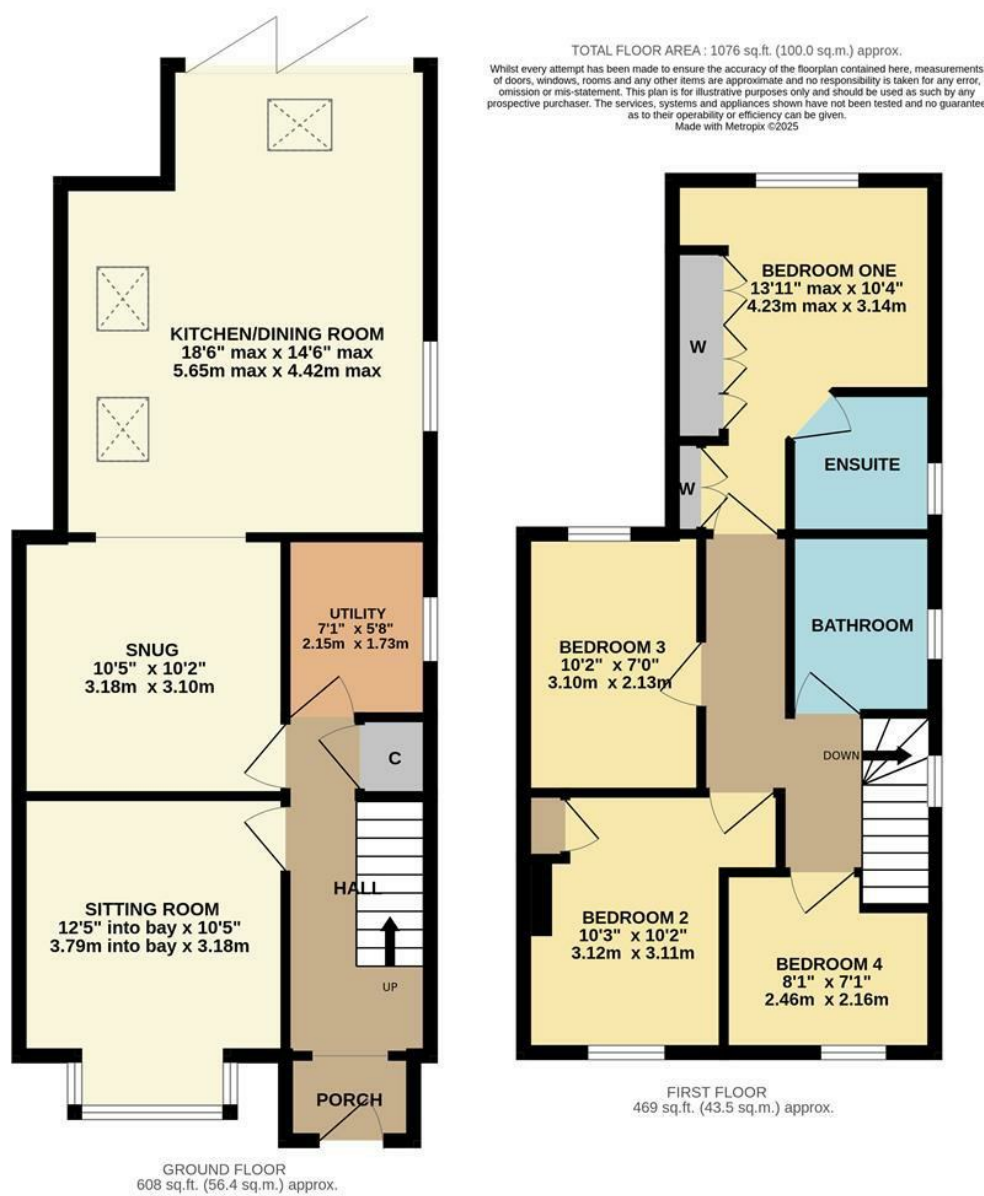 TOTAL FLOOR AREA : 1076 sq.ft. (100.0 sq.m.) approx.
Whilst every attempt has been made to ensure the accuracy of the floorplan contained here, measurements
of doors, windows, rooms and any other items are approximate and no responsibility is taken for any error,
omission or mis-statement. This plan is for illustrative purposes only and should be used as such by any
prospective purchaser. The services, systems and appliances shown have not been tested and no guarantee
as to their operability or efficiency can be given.
Made with Metropix ©2025
KITCHEN/DINING ROOM
18'6" max x 14'6" max
5.65m max x 4.42m max
SNUG
10'5" x 10'2"
3.18m x 3.10m
UTILITY
7'1" x 5'8"
2.15m x 1.73m
C
HALL
UP
SITTING ROOM
12'5" into bay x 10'5"
3.79m into bay x 3.18m
PORCH
GROUND FLOOR
608 sq.ft. (56.4 sq.m.) approx.
BEDROOM ONE
13'11" max x 10'4"
4.23m max x 3.14m
W
W
ENSUITE
BATHROOM
BEDROOM 3
10'2" x 7'0"
3.10m x 2.13m
DOWN
BEDROOM 2
10'3" x 10'2"
3.12m x 3.11m
BEDROOM 4
8'1" x 7'1"
2.46m x 2.16m
FIRST FLOOR
469 sq.ft. (43.5 sq.m.) approx.